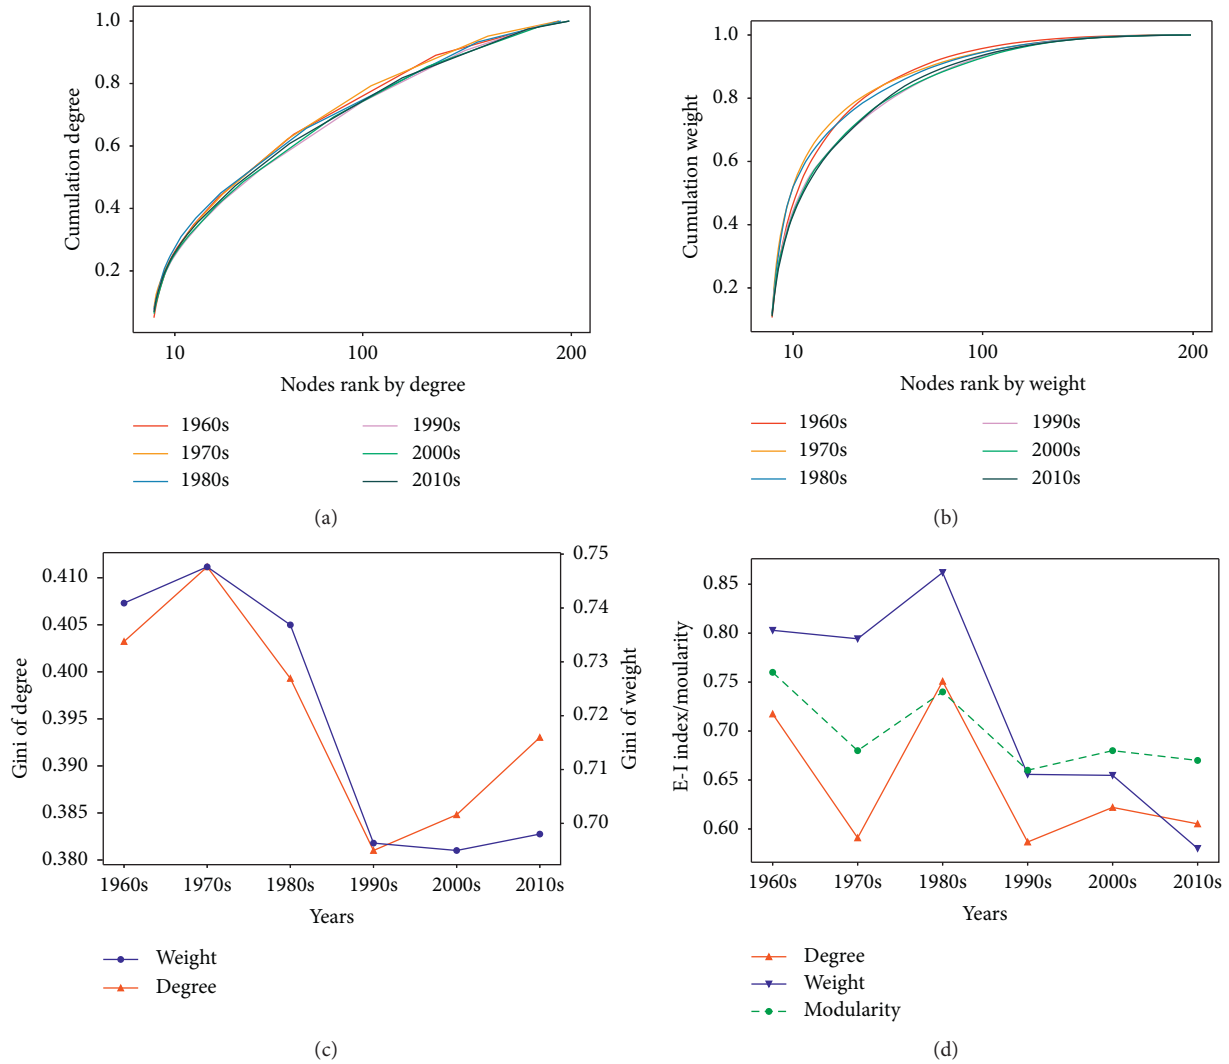 1.0
0.8
0.6
0.4
0.2
Cumulation degree
10 100 200
Nodes rank by degree
1960s 1990s
1970s 2000s
1980s 2010s
(a)
1.0
0.8
0.6
0.4
0.2
Cumulation weight
10 100 200
Nodes rank by weight
1960s 1990s
1970s 2000s
1980s 2010s
(b)
0.410
0.405
0.400
0.395
0.390
0.385
0.380
Gini of degree
0.75
0.74
0.73
0.72
0.71
0.70
Gini of weight
1960s 1970s 1980s 1990s 2000s 2010s
Years
Weight
Degree
(c)
0.85
0.80
0.75
0.70
0.65
0.60
E-I index/moularity
1960s 1970s 1980s 1990s 2000s 2010s
Years
Degree
Weight
Modularity
(d)